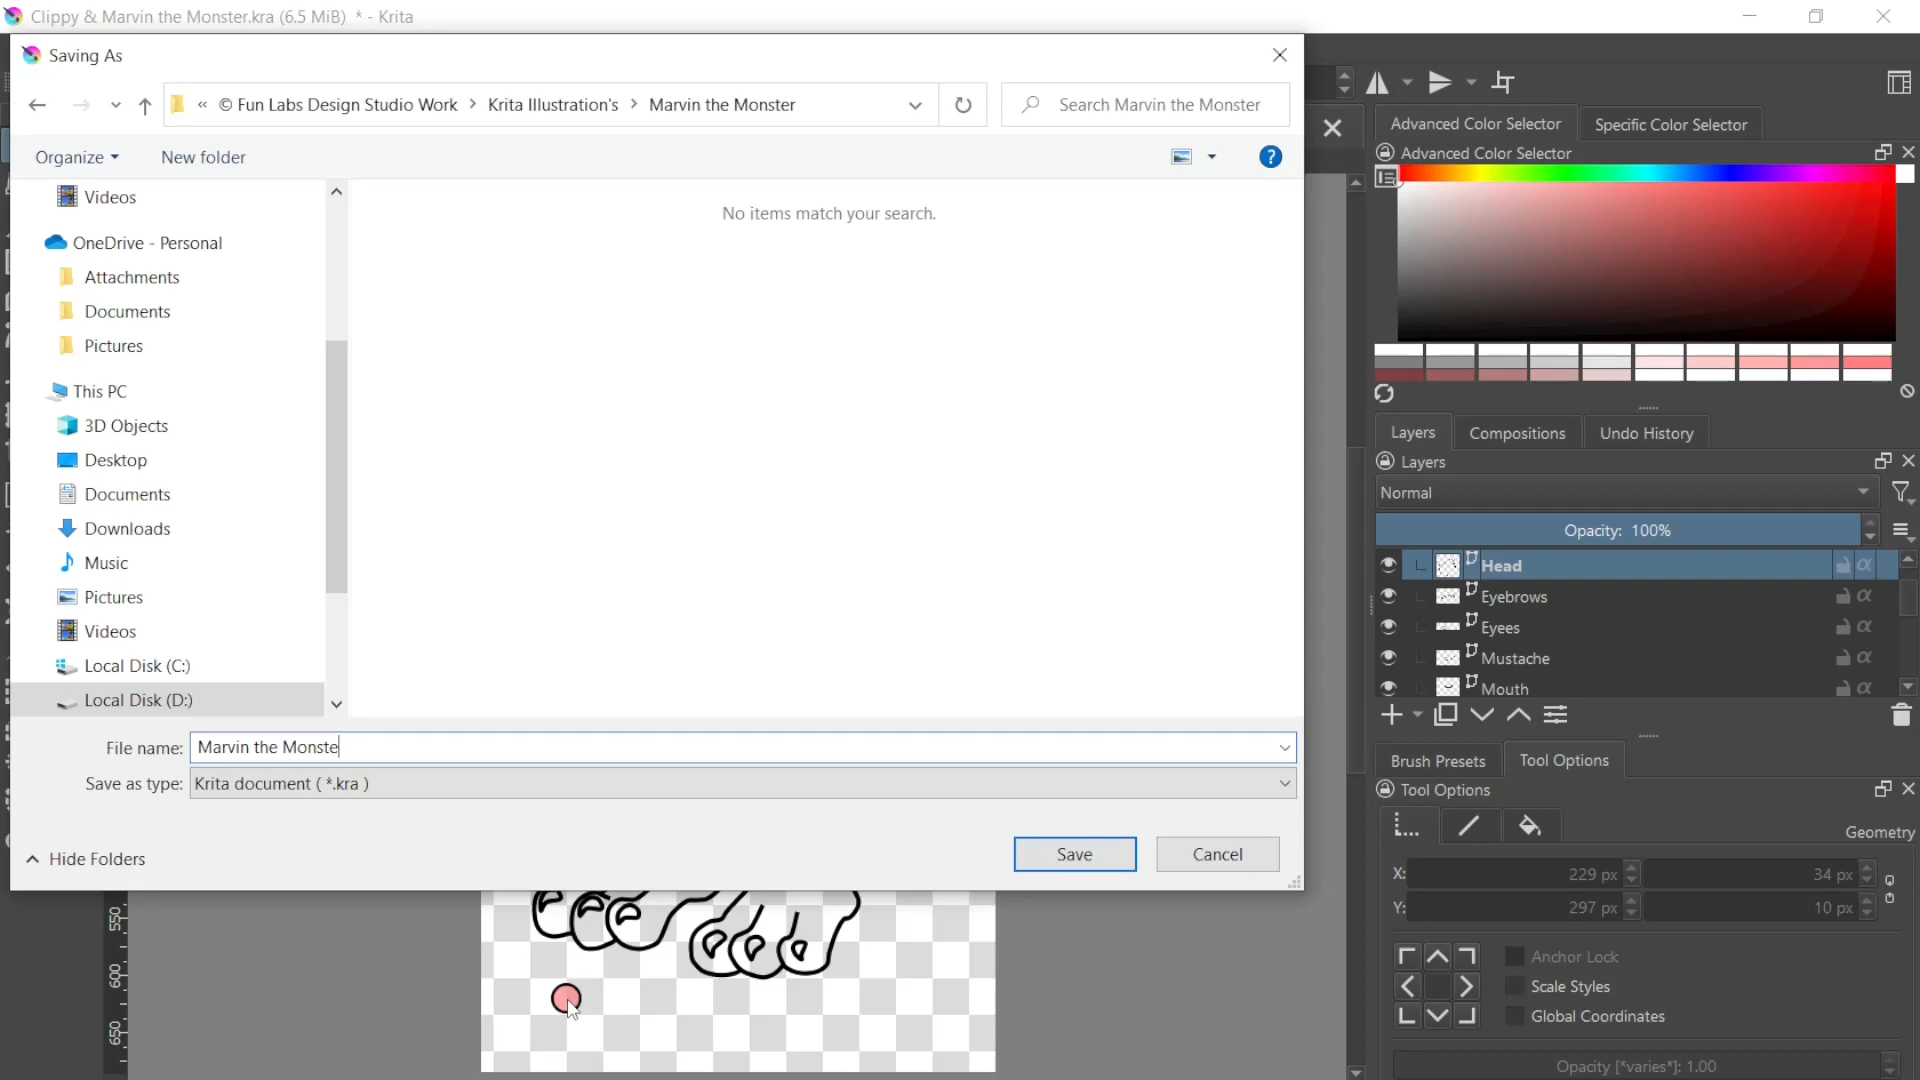 Clippy & Marvin the Monster.kra (6.5 MiB) * - Krita
Saving As
« © Fun Labs Design Studio Work > Krita Illustration's > Marvin the Monster
Search Marvin the Monster
Organize
New folder
?
No items match your search.
Videos
OneDrive - Personal
Attachments
Documents
Pictures
This PC
3D Objects
Desktop
Documents
Downloads
Music
Pictures
Videos
Local Disk (C:)
Local Disk (D:)
File name: Marvin the Monste
Save as type: Krita document ( *.kra )
Hide Folders
Save
Cancel
550
600
650
Advanced Color Selector
Specific Color Selector
Advanced Color Selector
Layers
Compositions
Undo History
Layers
Normal
Opacity: 100%
Head
Eyebrows
Eyees
Mustache
Mouth
Brush Presets
Tool Options
Tool Options
Geometry
X: 229 px 34 px
Y: 297 px 10 px
Anchor Lock
Scale Styles
Global Coordinates
Opacity [*varies*]: 1.00